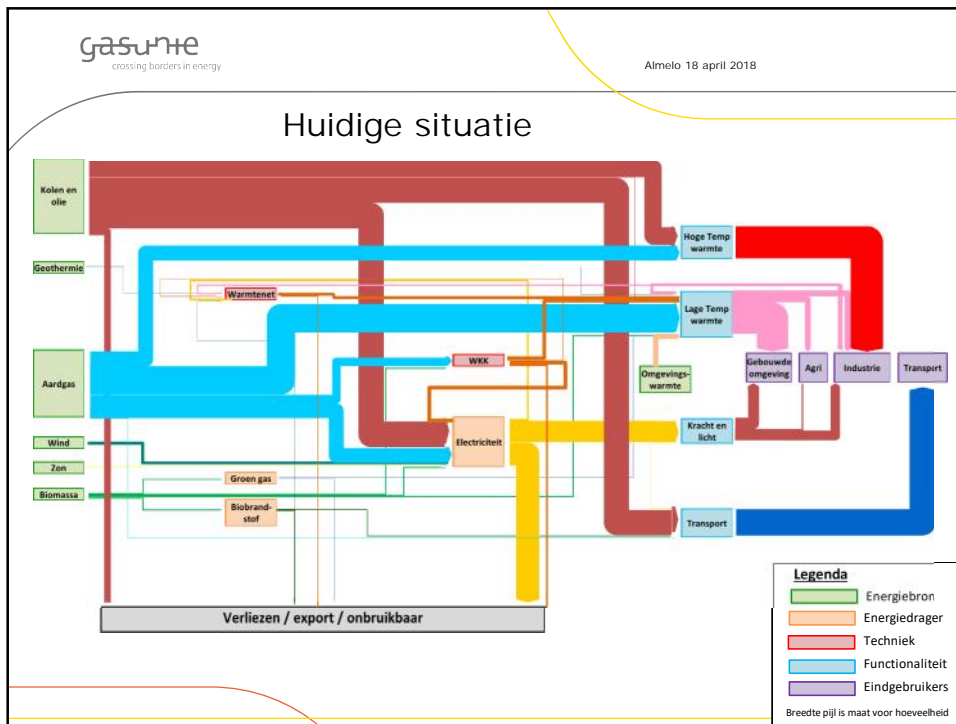 gasunie
crossing borders in energy
Almelo 18 april 2018
Huidige situatie
Kolen en
olie
Hoge Temp
warmte
Geothermie
Warmtenet
Lage Temp
warmte
Aardgas
WKK
Omgevings-
warmte
Gebouwde
omgeving
Agri
Industrie
Transport
Wind
Electriciteit
Kracht en
licht
Zon
Groen gas
Biomassa
Biobrand-
stof
Transport
Verliezen / export / onbruikbaar
Legenda
Energiebron
Energiedrager
Techniek
Functionaliteit
Eindgebruikers
Breedte pijl is maat voor hoeveelheid